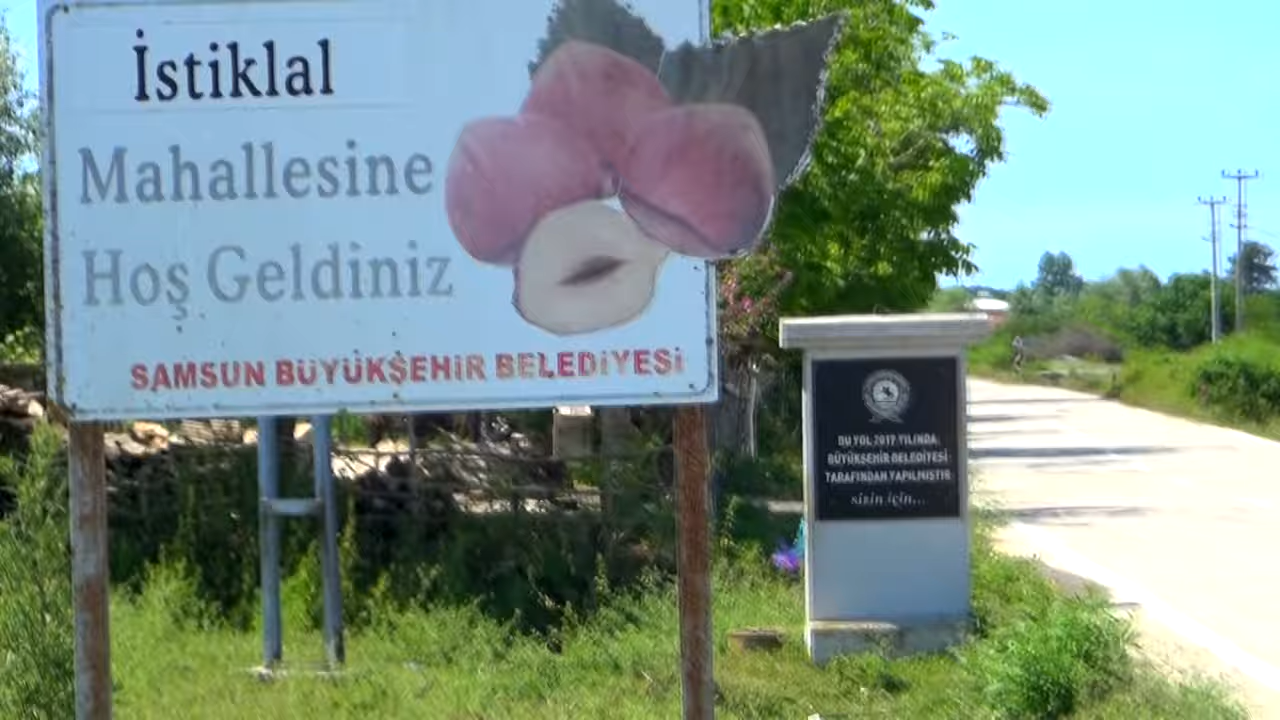 İstiklal
Mahallesine
Hoş Geldiniz
SAMSUN BÜYÜKŞEHİR BELEDİYESİ
BU YOL 2017 YILINDA,
BÜYÜKŞEHİR BELEDİYESİ
TARAFINDAN YAPILMIŞTIR
sizin için...